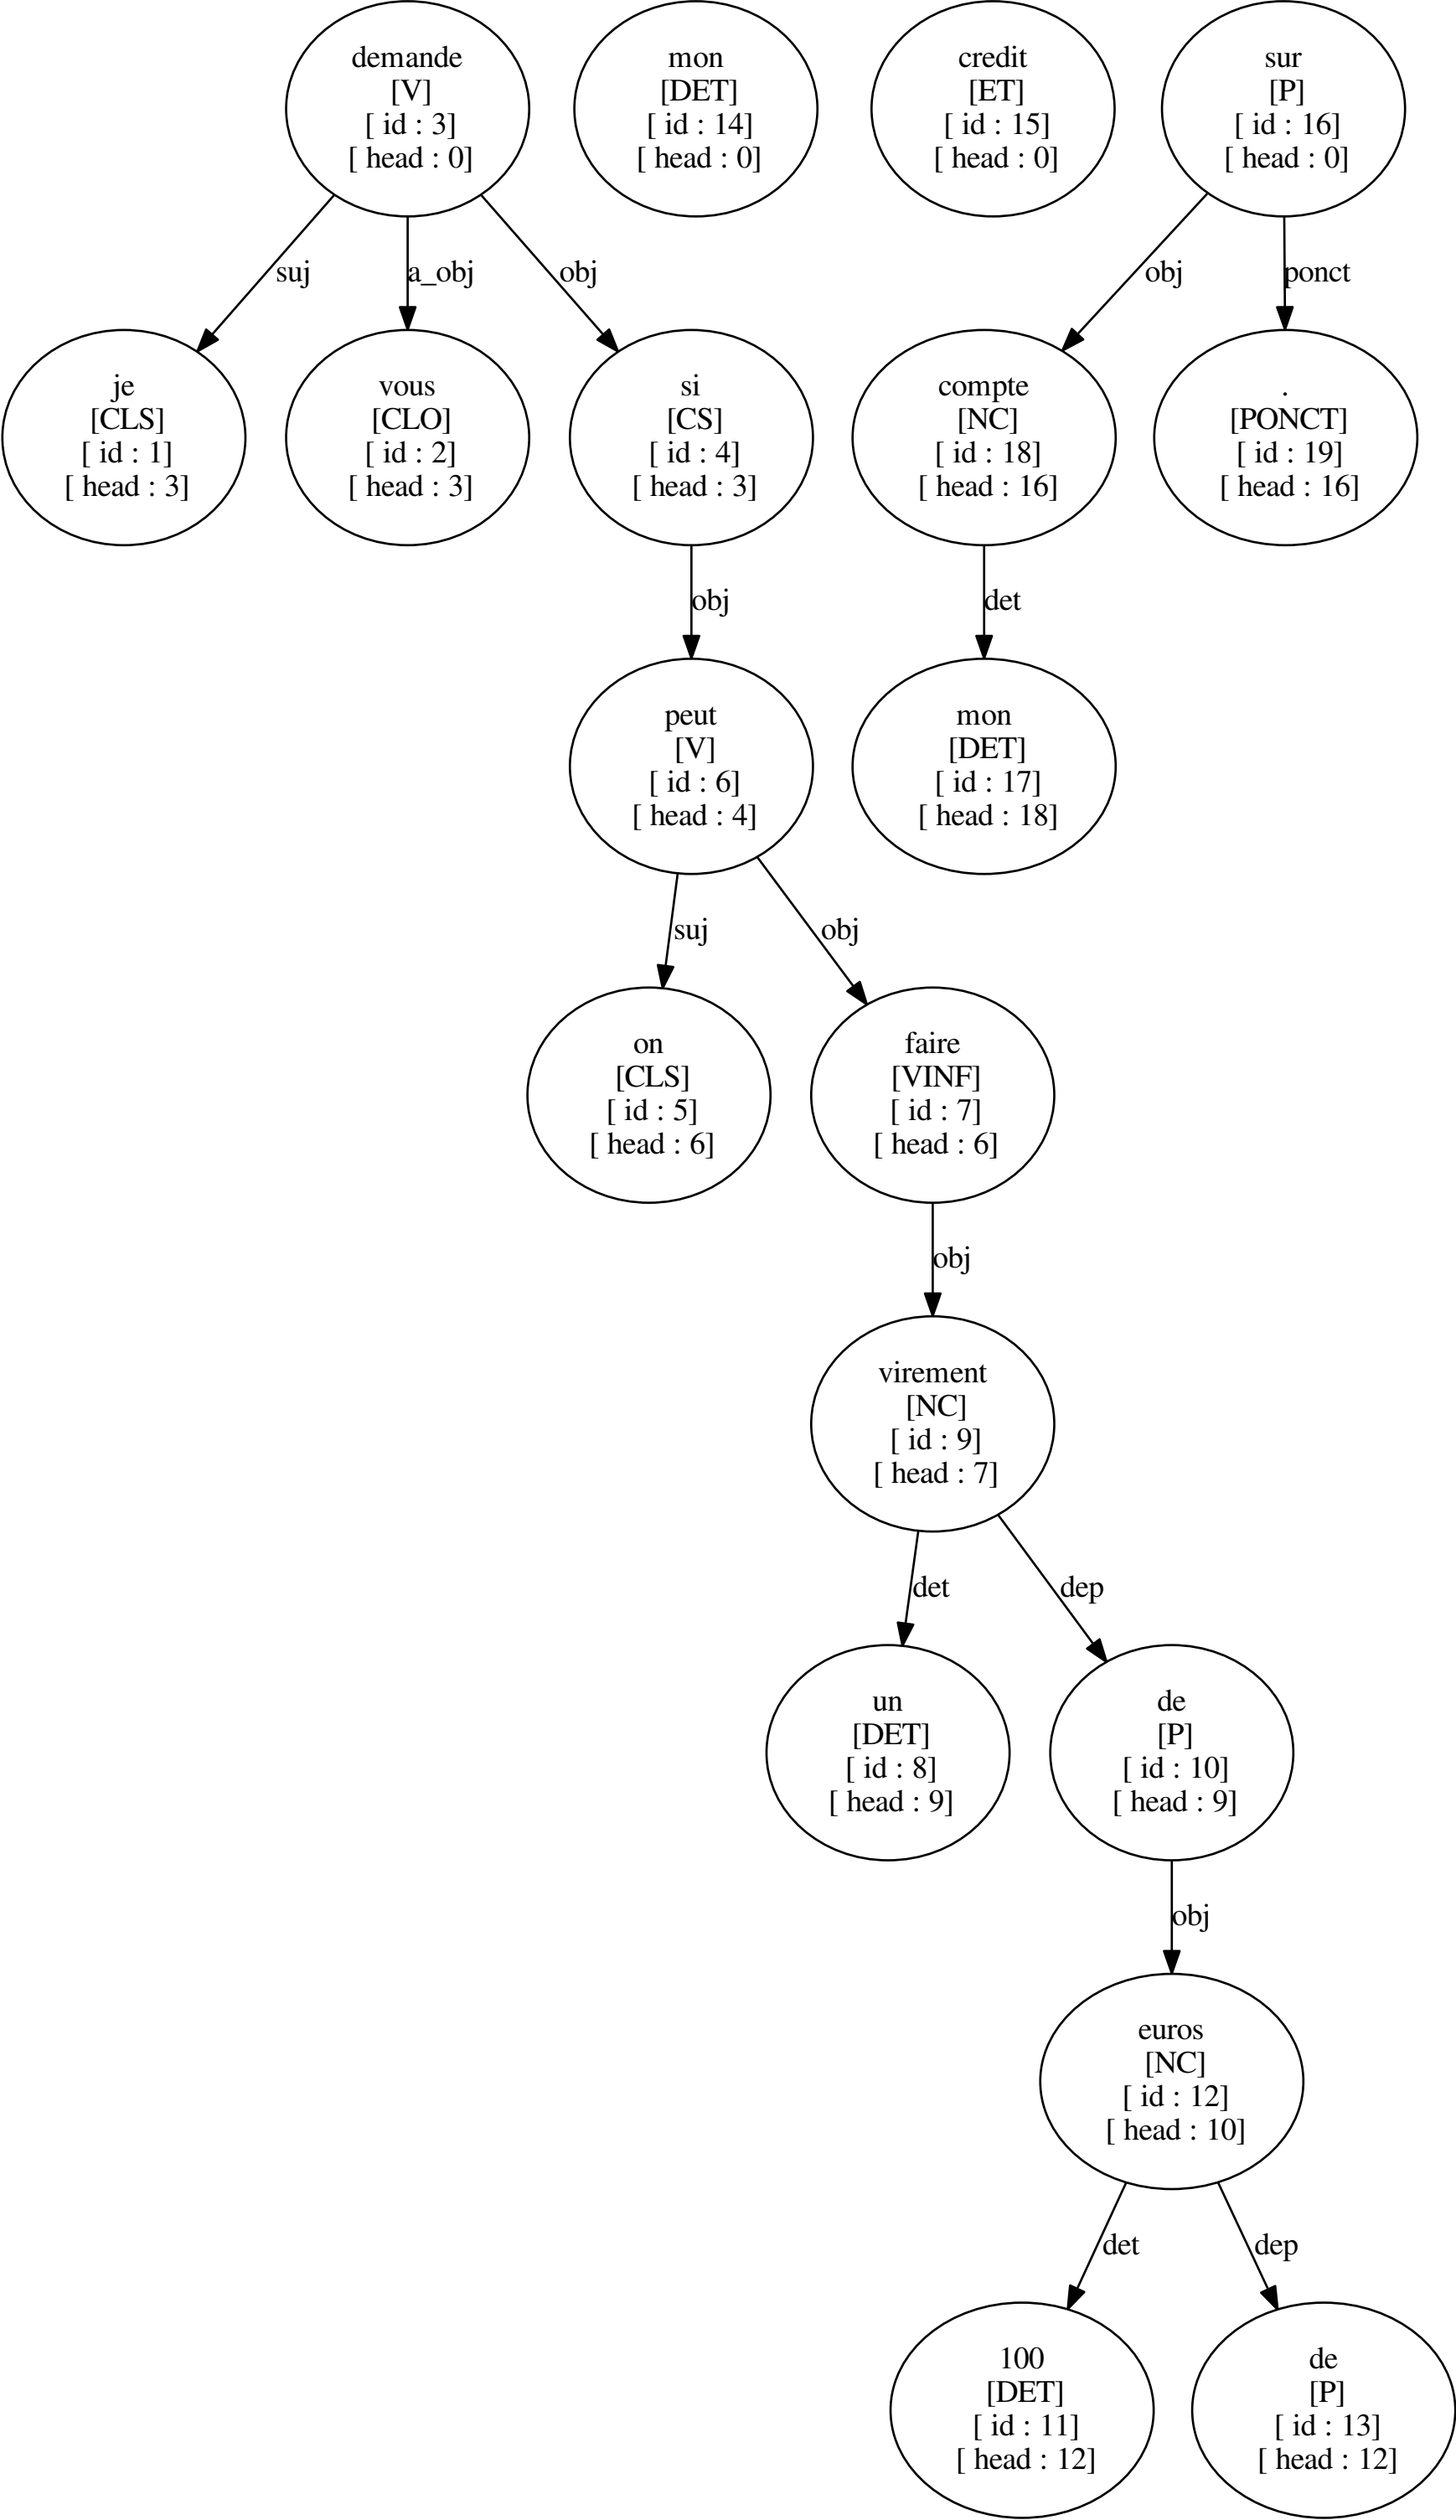 demande
[V]
[ id : 3]
[ head : 0]
mon
[DET]
[ id : 14]
[ head : 0]
credit
[ET]
[ id : 15]
[ head : 0]
sur
[P]
[ id : 16]
[ head : 0]
suj
a_obj
obj
obj
ponct
je
[CLS]
[ id : 1]
[ head : 3]
vous
[CLO]
[ id : 2]
[ head : 3]
si
[CS]
[ id : 4]
[ head : 3]
compte
[NC]
[ id : 18]
[ head : 16]
.
[PONCT]
[ id : 19]
[ head : 16]
obj
det
peut
[V]
[ id : 6]
[ head : 4]
mon
[DET]
[ id : 17]
[ head : 18]
suj
obj
on
[CLS]
[ id : 5]
[ head : 6]
faire
[VINF]
[ id : 7]
[ head : 6]
obj
virement
[NC]
[ id : 9]
[ head : 7]
det
dep
un
[DET]
[ id : 8]
[ head : 9]
de
[P]
[ id : 10]
[ head : 9]
obj
euros
[NC]
[ id : 12]
[ head : 10]
det
dep
100
[DET]
[ id : 11]
[ head : 12]
de
[P]
[ id : 13]
[ head : 12]